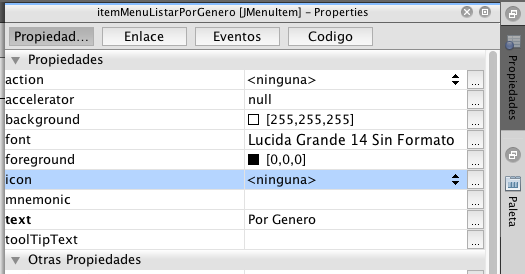 itemMenuListarPorGenero [JMenuItem] – Properties
Propiedad...
Enlace
Eventos
Codigo
Propiedades
action <ninguna> ...
accelerator null ...
background [255,255,255] ...
font Lucida Grande 14 Sin Formato ...
foreground [0,0,0] ...
icon <ninguna> ...
mnemonic ...
text Por Genero ...
toolTipText ...
Otras Propiedades
Propiedades
Paleta